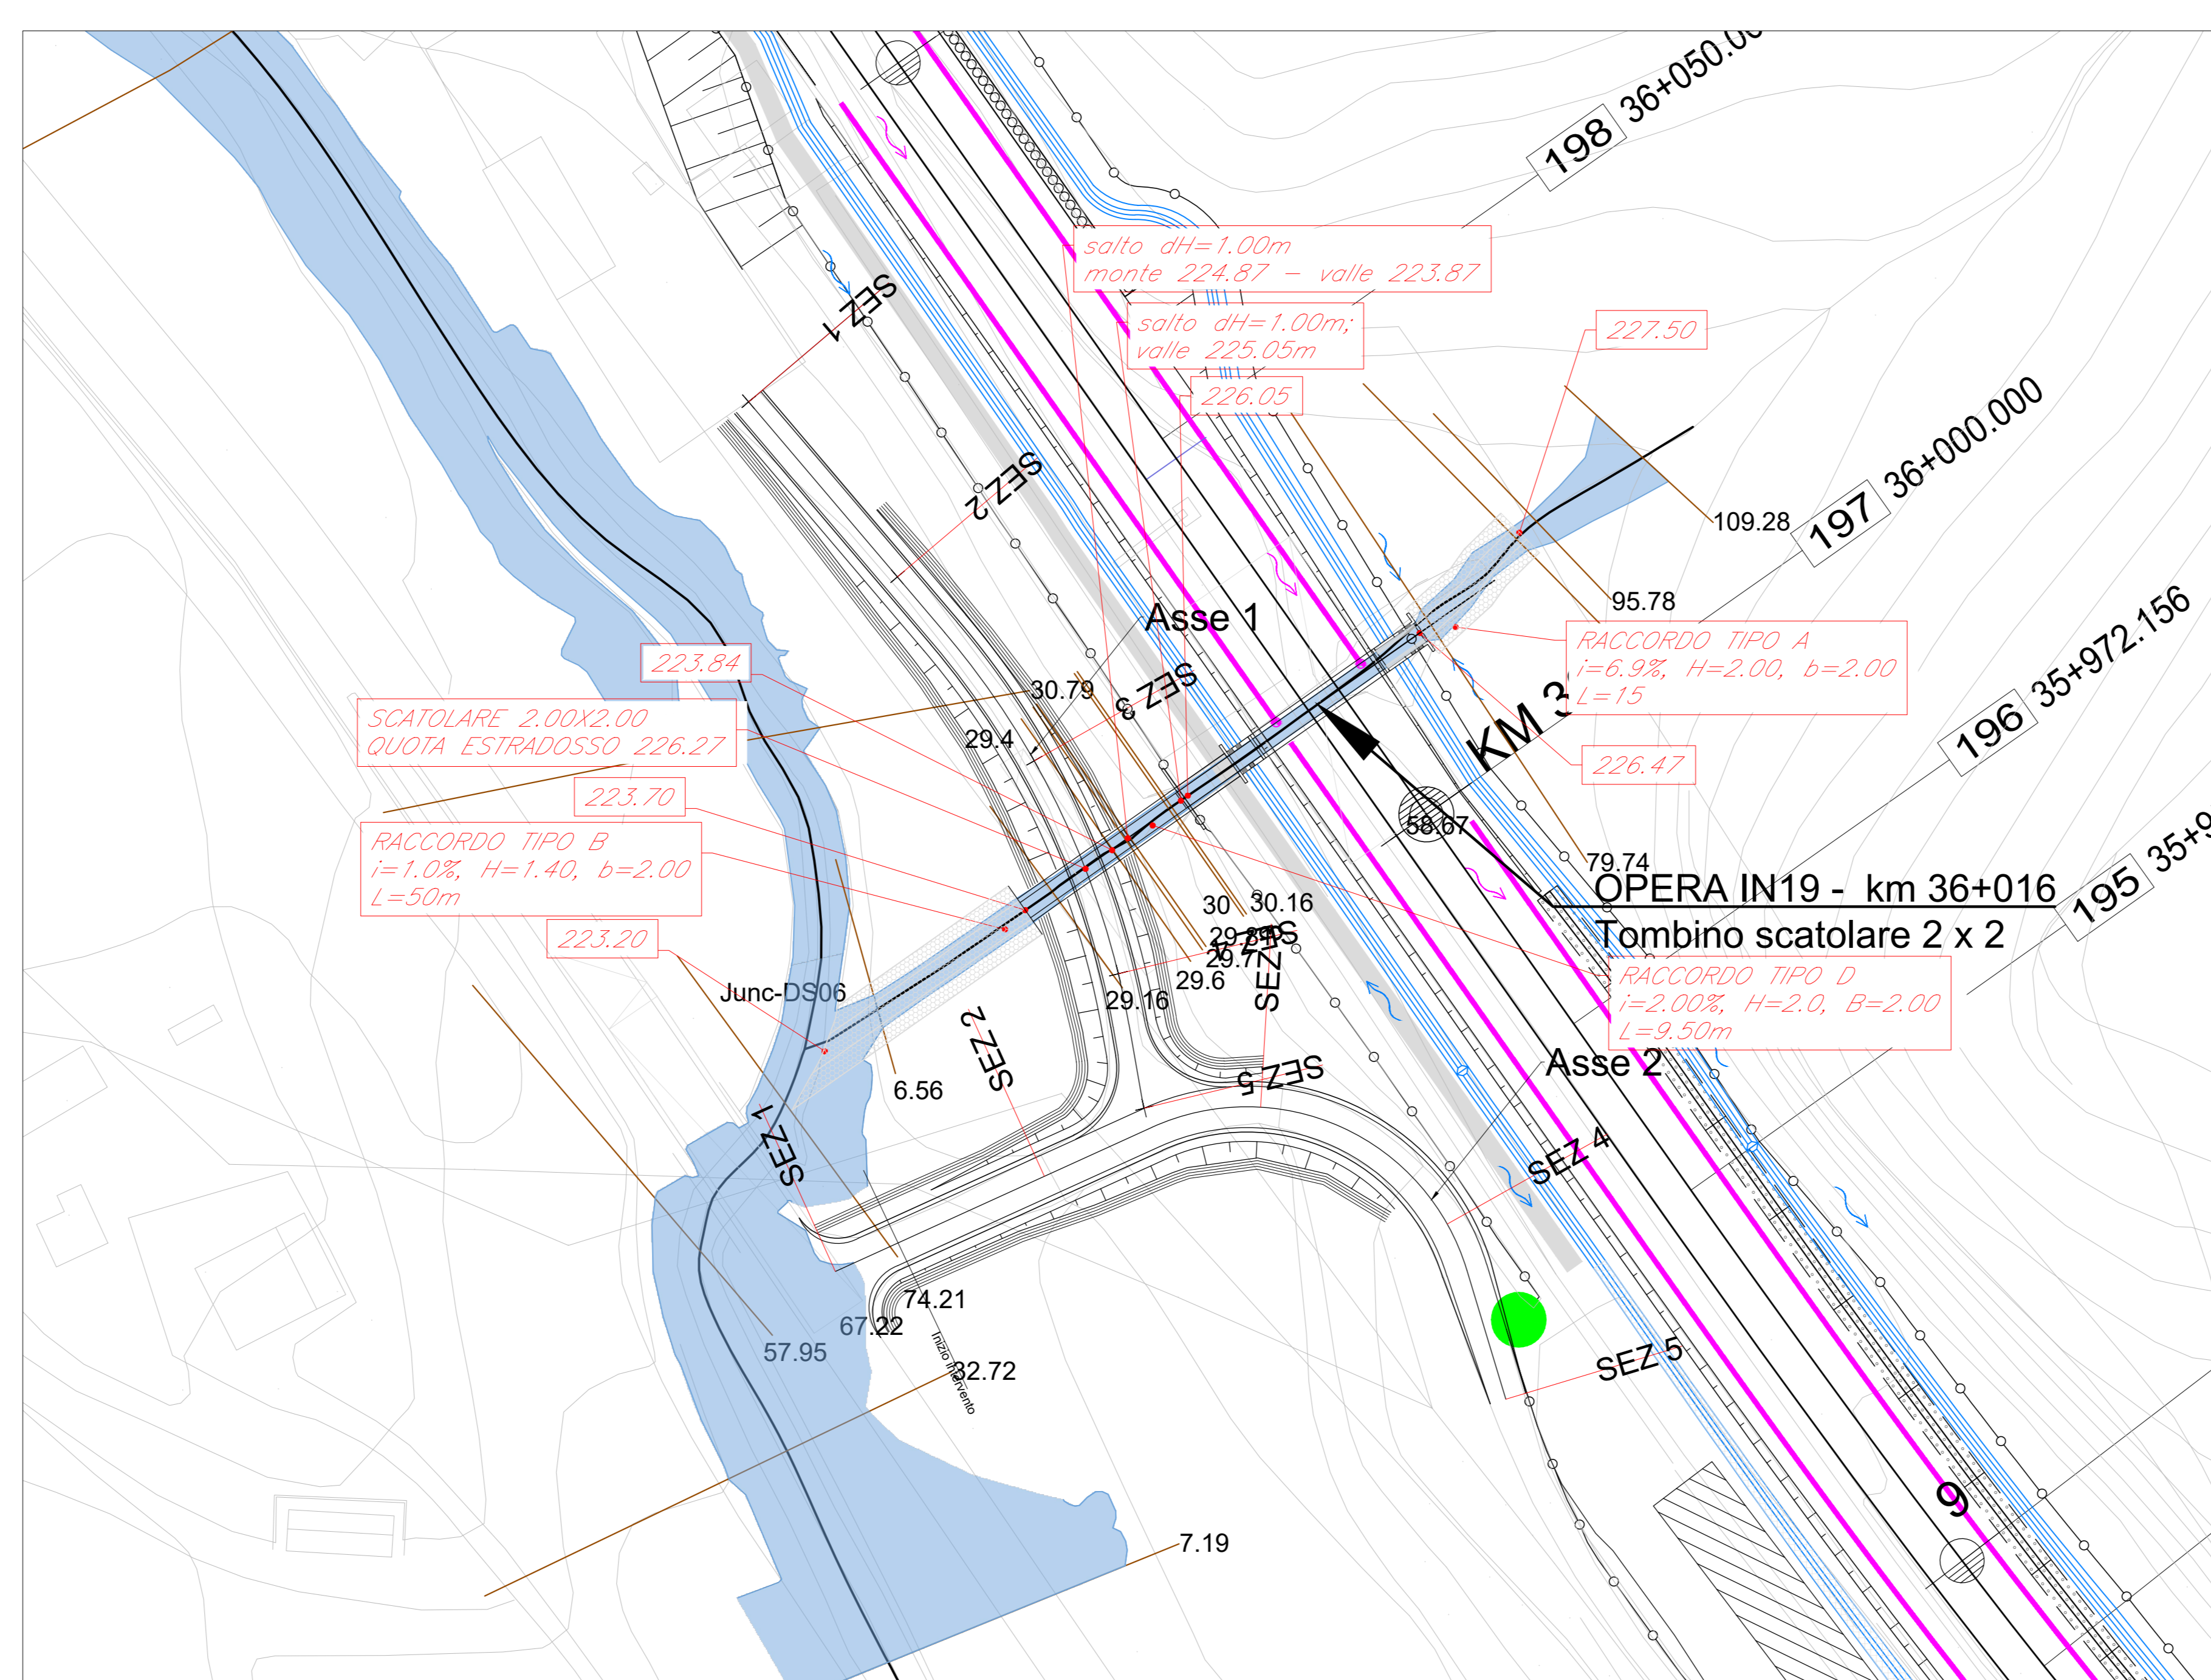 198 36+050.00
salto dH=1.00m
monte 224.87 - valle 223.87
SEZ 1
salto dH=1.00m;
valle 225.05m
227.50
226.05
SEZ 2
109.28
197 36+000.000
95.78
Asse 1
RACCORDO TIPO A
i=6.9%, H=2.00, b=2.00
L=15
223.84
30.79
SEZ 3
196 35+972.156
SCATOLARE 2.00X2.00
QUOTA ESTRADOSSO 226.27
29.4
KM 3
226.47
223.70
RACCORDO TIPO B
i=1.0%, H=1.40, b=2.00
L=50m
58.67
79.74
195 35+9
OPERA IN19 - km 36+016
Tombino scatolare 2 x 2
30
30.16
223.20
29.7
29.6
29.16
SEZ
Junc-DS06
RACCORDO TIPO D
i=2.00%, H=2.0, B=2.00
L=9.50m
SEZ 2
Asse 2
6.56
SEZ 5
SEZ 1
SEZ 4
74.21
67.22
57.95
Inizio Intervento
32.72
SEZ 5
9
7.19